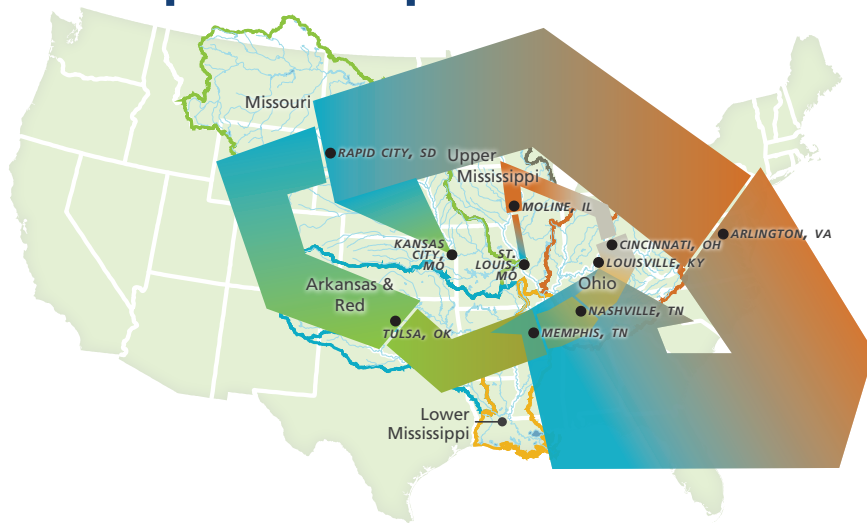 Missouri
RAPID CITY, SD
Upper
Mississippi
MOLINE, IL
ARLINGTON, VA
KANSAS
CITY,
MO
ST.
LOUIS,
MO
CINCINNATI, OH
LOUISVILLE, KY
Ohio
Arkansas &
Red
NASHVILLE, TN
TULSA, OK
MEMPHIS, TN
Lower
Mississippi